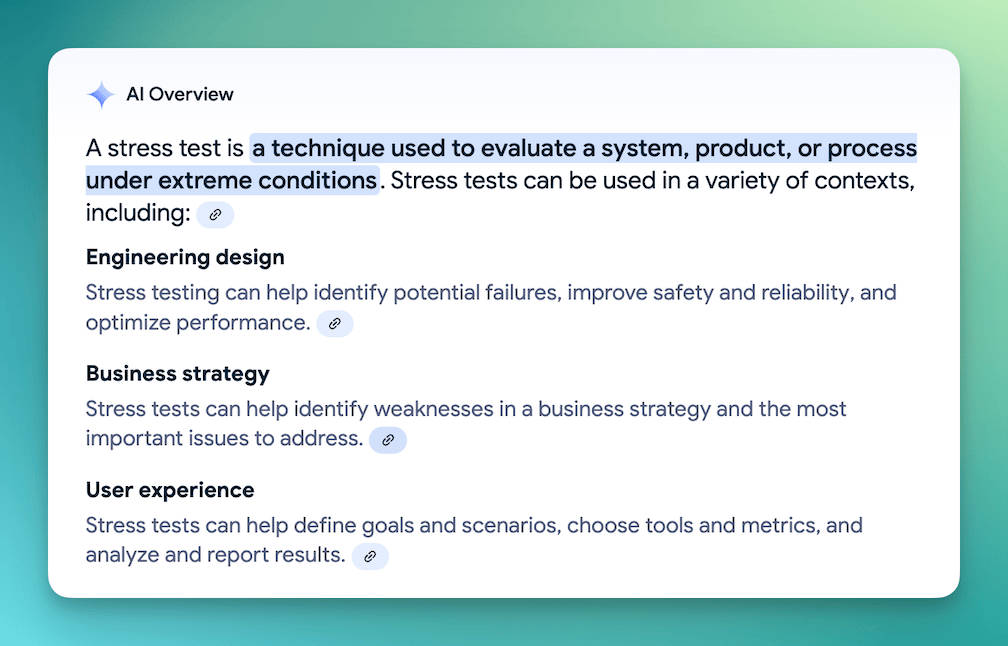 AI Overview
A stress test is a technique used to evaluate a system, product, or process
under extreme conditions. Stress tests can be used in a variety of contexts,
including:
Engineering design
Stress testing can help identify potential failures, improve safety and reliability, and
optimize performance.
Business strategy
Stress tests can help identify weaknesses in a business strategy and the most
important issues to address.
User experience
Stress tests can help define goals and scenarios, choose tools and metrics, and
analyze and report results.